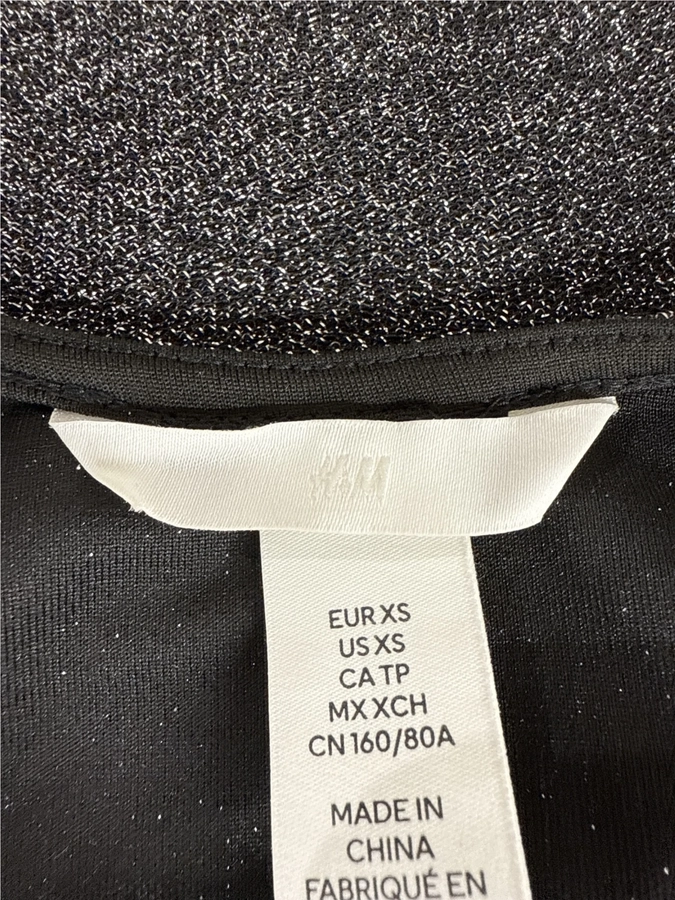 H&M
EUR XS
US XS
CA TP
MX XCH
CN 160/80A
MADE IN
CHINA
FABRIQUÉ EN